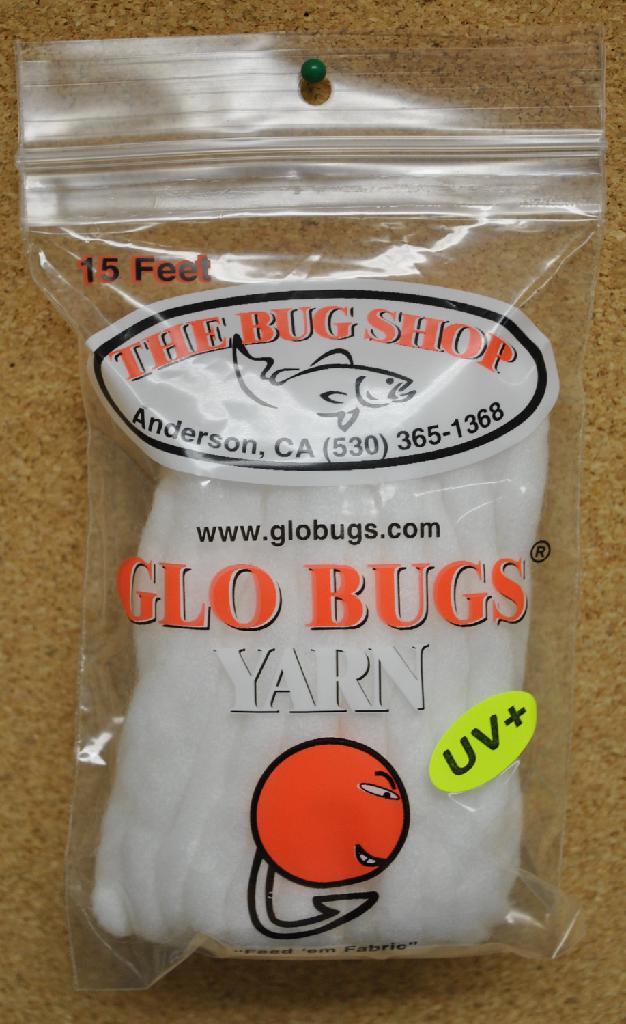 15 Feet
THE BUG SHOP
Anderson, CA (530) 365-1368
www.globugs.com
GLO BUGS®
YARN
UV+
"Feed 'em Fabric"